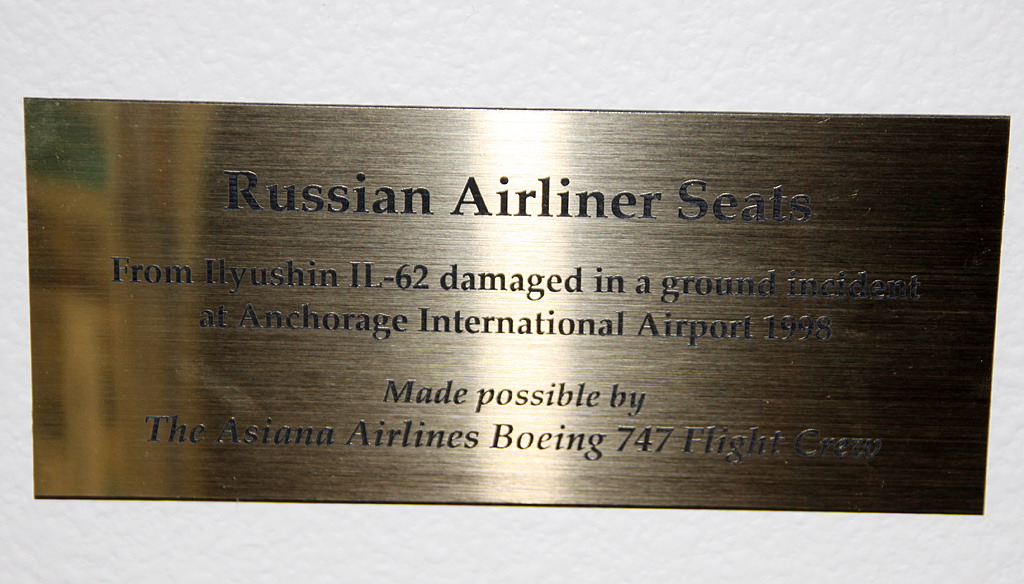 Russian Airliner Seats
From Ilyushin IL-62 damaged in a ground incident
at Anchorage International Airport 1998
Made possible by
The Asiana Airlines Boeing 747 Flight Crew